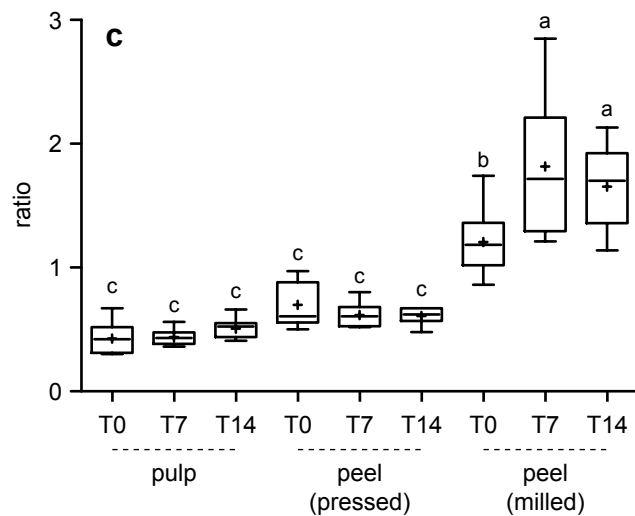 c
3
2
1
0
ratio
c c c c c c b a a
T0 T7 T14 T0 T7 T14 T0 T7 T14
pulp peel peel
(pressed) (milled)